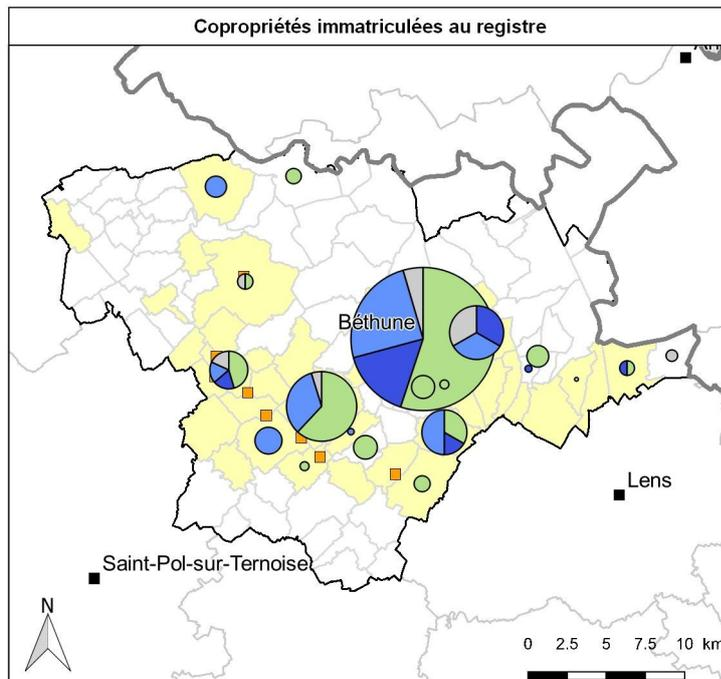 Copropriétés immatriculées au registre
Béthune
Lens
Saint-Pol-sur-Ternoise
N
0 2.5 5 7.5 10 km